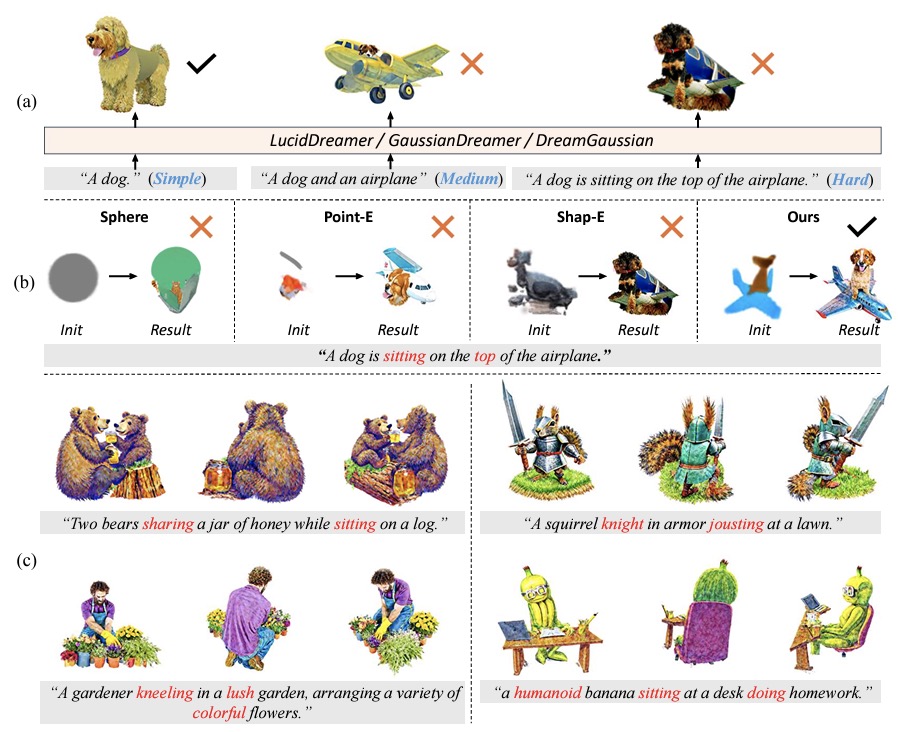 (a)
LucidDreamer / GaussianDreamer / DreamGaussian
“A dog.” (Simple)
“A dog and an airplane” (Medium)
“A dog is sitting on the top of the airplane.” (Hard)
(b)
Sphere
Init
Result
Point-E
Init
Result
Shap-E
Init
Result
Ours
Init
Result
“A dog is sitting on the top of the airplane.”
(c)
“Two bears sharing a jar of honey while sitting on a log.”
“A squirrel knight in armor jousting at a lawn.”
“A gardener kneeling in a lush garden, arranging a variety of
colorful flowers.”
“a humanoid banana sitting at a desk doing homework.”